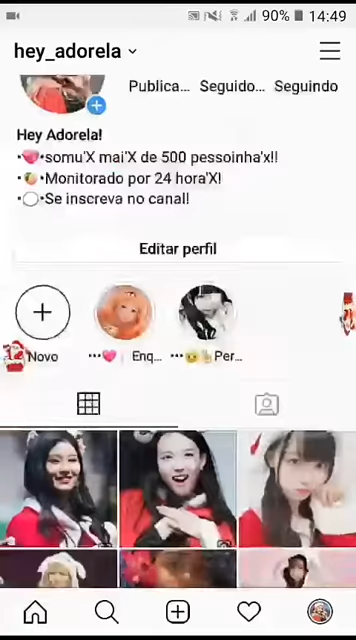 90% 14:49
hey_adorela
Publica... Seguido... Seguindo
Hey Adorela!
•💗•somu'X mai'X de 500 pessoinha'x!!
•🍑•Monitorado por 24 hora'X!
•💭•Se inscreva no canal!
Editar perfil
Novo •••💗 Enq... •••😢👆Per...